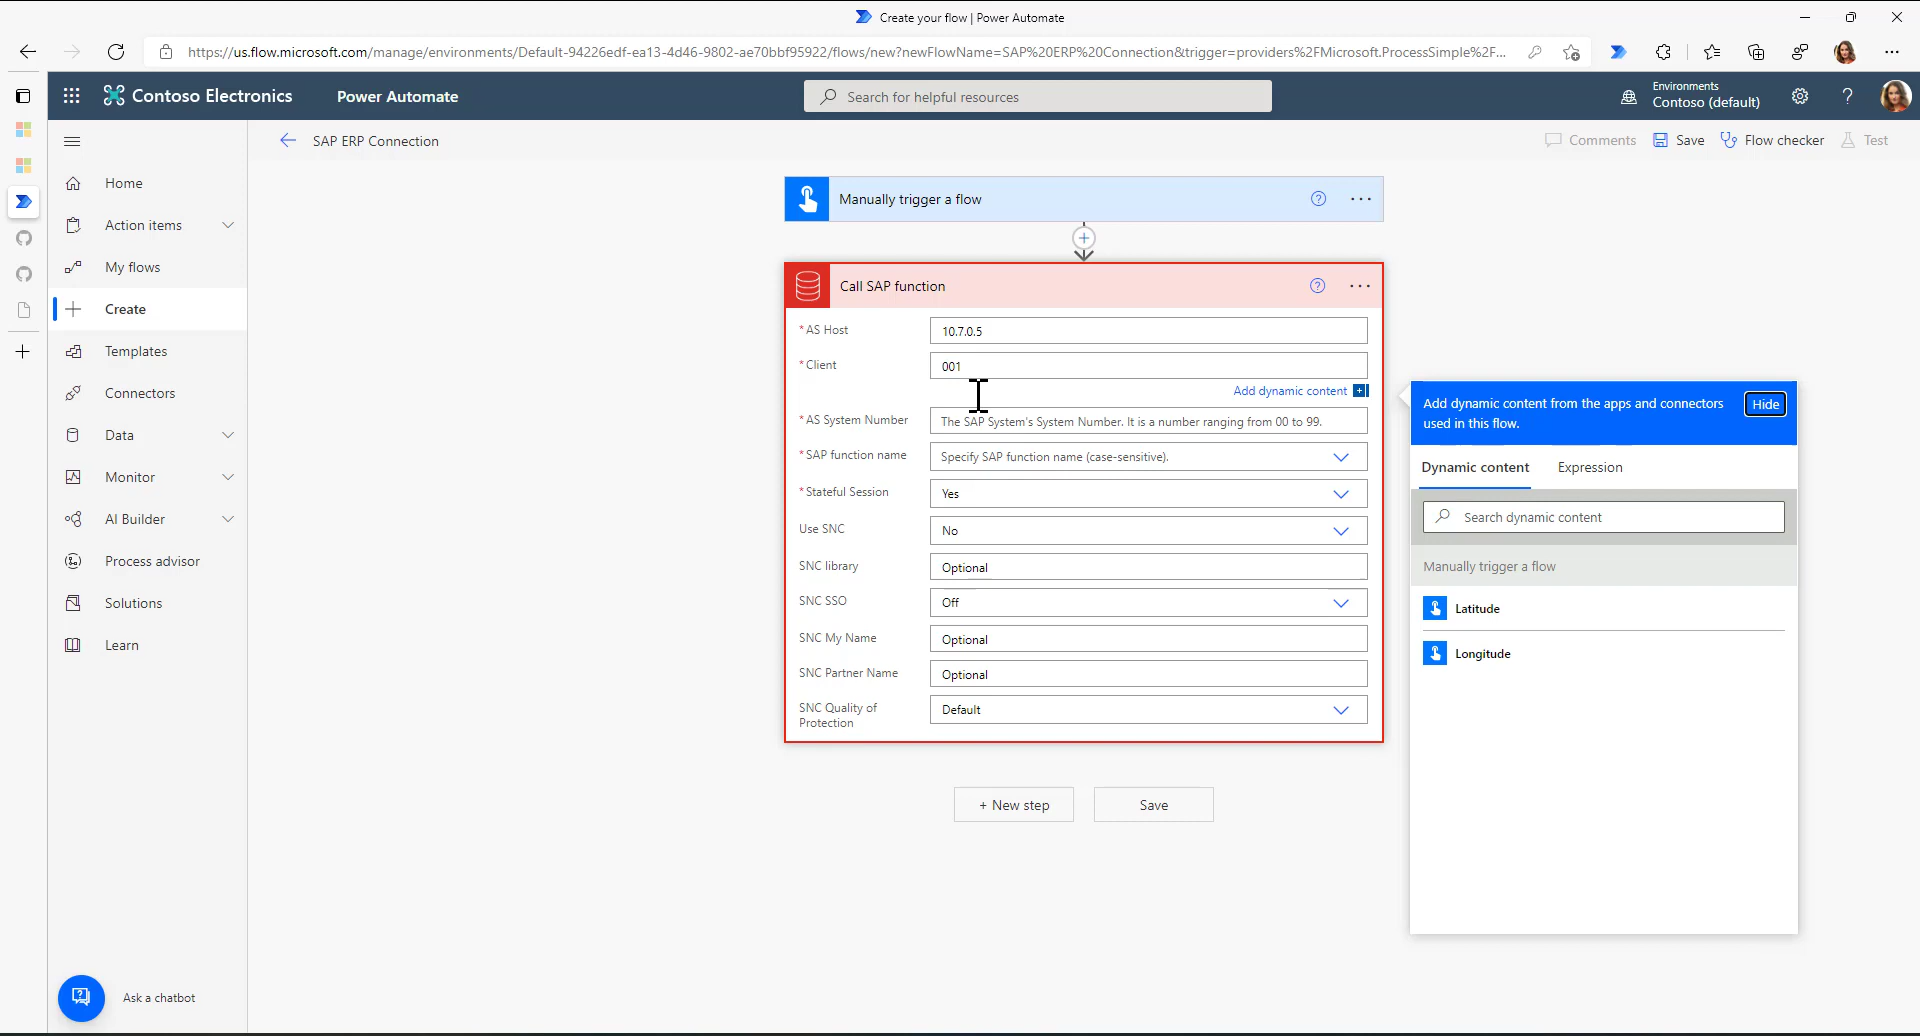 Create your flow | Power Automate
https://us.flow.microsoft.com/manage/environments/Default-94226edf-ea13-4d46-9802-ae70bbf95922/flows/new?newFlowName=SAP%20ERP%20Connection&trigger=providers%2FMicrosoft.ProcessSimple%2F...
Contoso Electronics
Power Automate
Search for helpful resources
Environments
Contoso (default)
SAP ERP Connection
Comments
Save
Flow checker
Test
Home
Action items
My flows
Create
Templates
Connectors
Data
Monitor
AI Builder
Process advisor
Solutions
Learn
Ask a chatbot
Manually trigger a flow
Call SAP function
* AS Host
10.7.0.5
* Client
001
Add dynamic content
* AS System Number
The SAP System's System Number. It is a number ranging from 00 to 99.
* SAP function name
Specify SAP function name (case-sensitive).
* Stateful Session
Yes
Use SNC
No
SNC library
Optional
SNC SSO
Off
SNC My Name
Optional
SNC Partner Name
Optional
SNC Quality of
Protection
Default
+ New step
Save
Add dynamic content from the apps and connectors
used in this flow.
Hide
Dynamic content
Expression
Search dynamic content
Manually trigger a flow
Latitude
Longitude